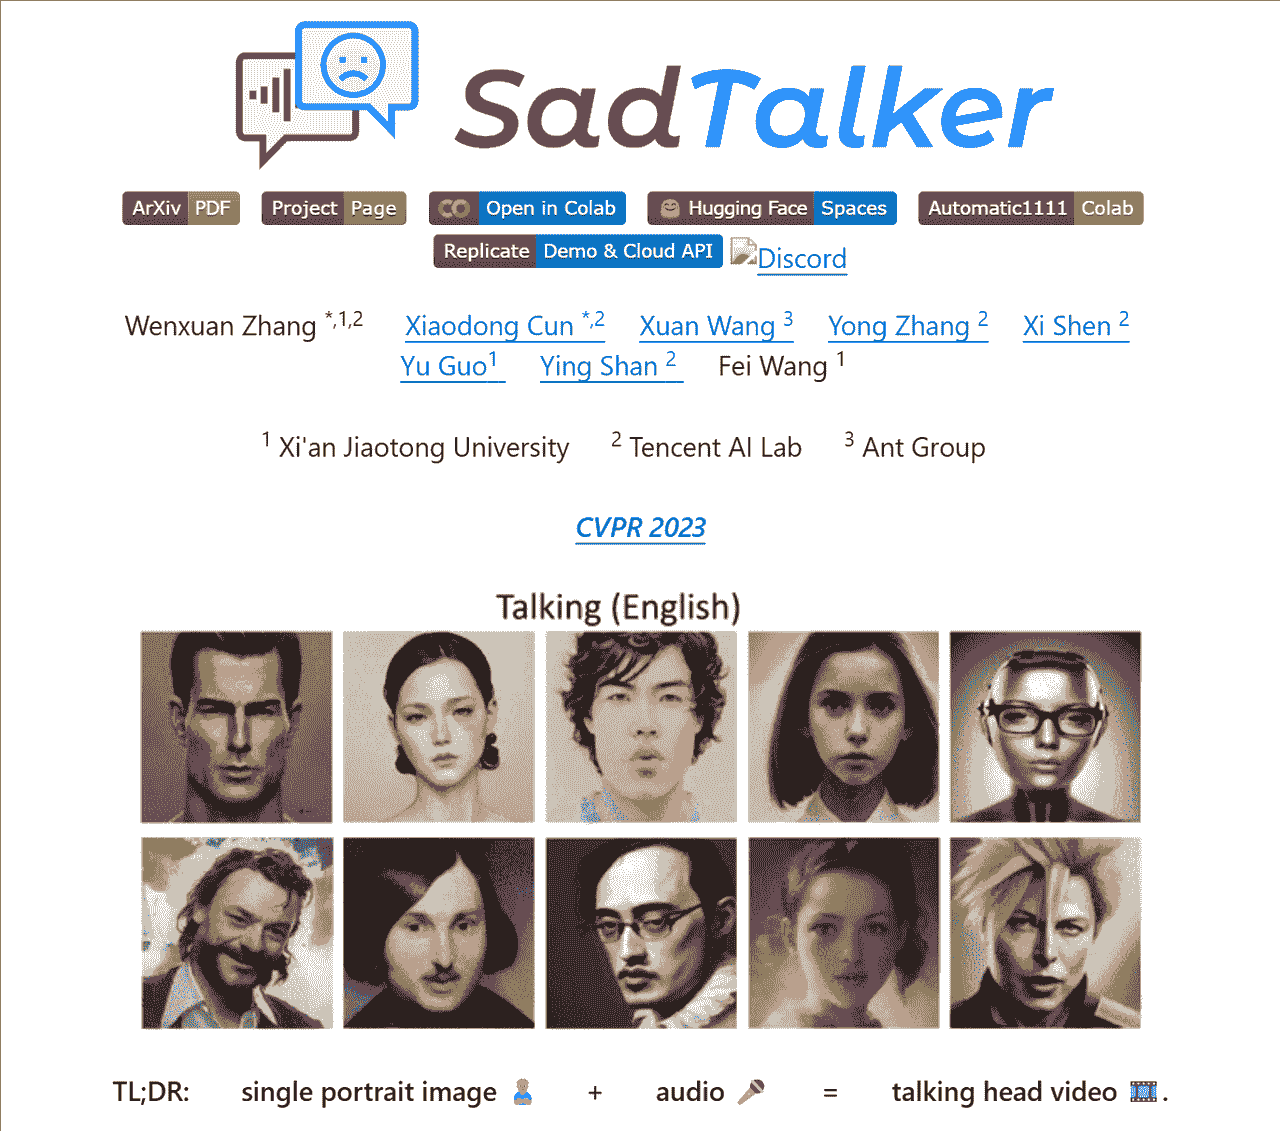 SadTalker
ArXiv PDF Project Page Open in Colab Hugging Face Spaces Automatic1111 Colab
Replicate Demo & Cloud API Discord
Wenxuan Zhang *,1,2 Xiaodong Cun *,2 Xuan Wang 3 Yong Zhang 2 Xi Shen 2
Yu Guo1 Ying Shan 2 Fei Wang 1
1 Xi'an Jiaotong University 2 Tencent AI Lab 3 Ant Group
CVPR 2023
Talking (English)
TL;DR: single portrait image + audio = talking head video .